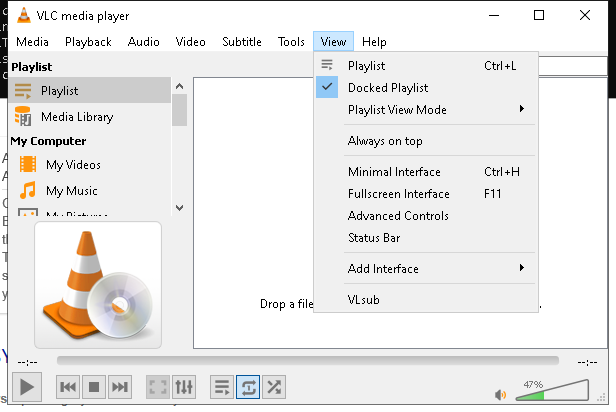 VLC media player
Media Playback Audio Video Subtitle Tools View Help
Playlist
Playlist
Media Library
My Computer
My Videos
My Music
My Pictures
Playlist Ctrl+L
Docked Playlist
Playlist View Mode
Always on top
Minimal Interface Ctrl+H
Fullscreen Interface F11
Advanced Controls
Status Bar
Add Interface
VLsub
Drop a file
--:--
--:--
47%